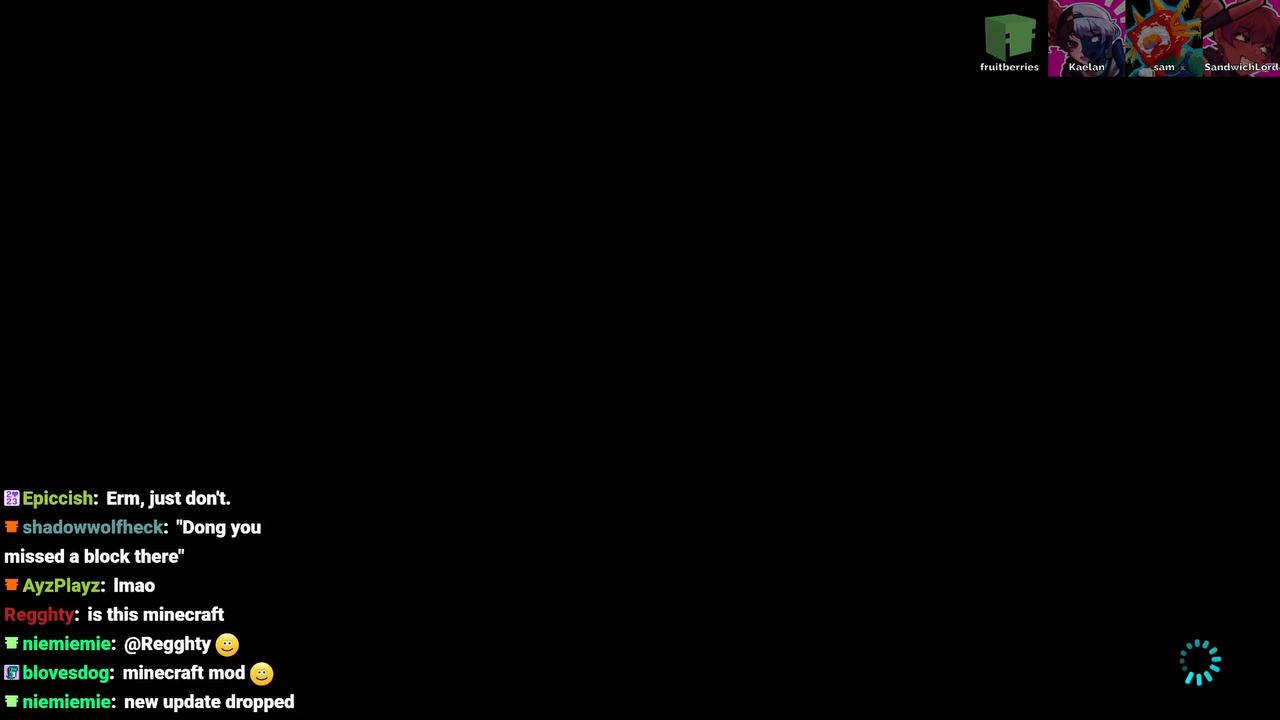 fruitberries Kaelan sam SandwichLord
Epiccish: Erm, just don't.
shadowwolfheck: "Dong you
missed a block there"
AyzPlayz: lmao
Regghty: is this minecraft
niemiemie: @Regghty
blovesdog: minecraft mod
niemiemie: new update dropped